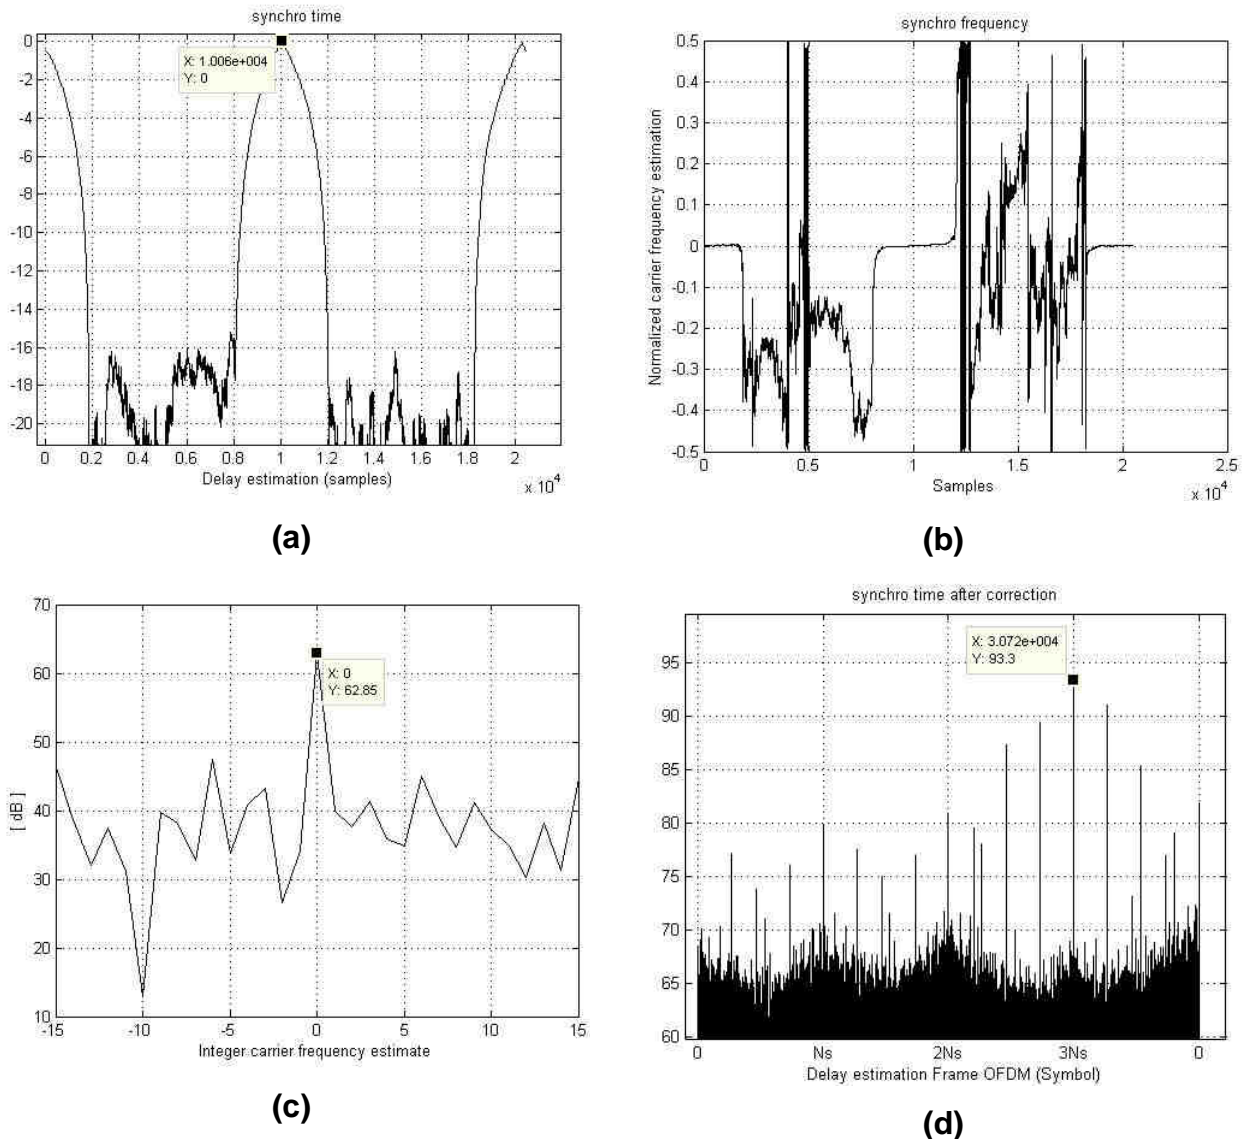 synchro time
X: 1.006e+004
Y: 0
0
-2
-4
-6
-8
-10
-12
-14
-16
-18
-20
0 0.2 0.4 0.6 0.8 1 1.2 1.4 1.6 1.8 2
Delay estimation (samples)
x 10^4
(a)
synchro frequency
Normalized carrier frequency estimation
0.5
0.4
0.3
0.2
0.1
0
-0.1
-0.2
-0.3
-0.4
-0.5
0 0.5 1 1.5 2 2.5
Samples
x 10^4
(b)
[ dB ]
70
60
50
40
30
20
10
X: 0
Y: 62.85
-15 -10 -5 0 5 10 15
Integer carrier frequency estimate
(c)
synchro time after correction
X: 3.072e+004
Y: 93.3
95
90
85
80
75
70
65
60
0 Ns 2Ns 3Ns 0
Delay estimation Frame OFDM (Symbol)
(d)